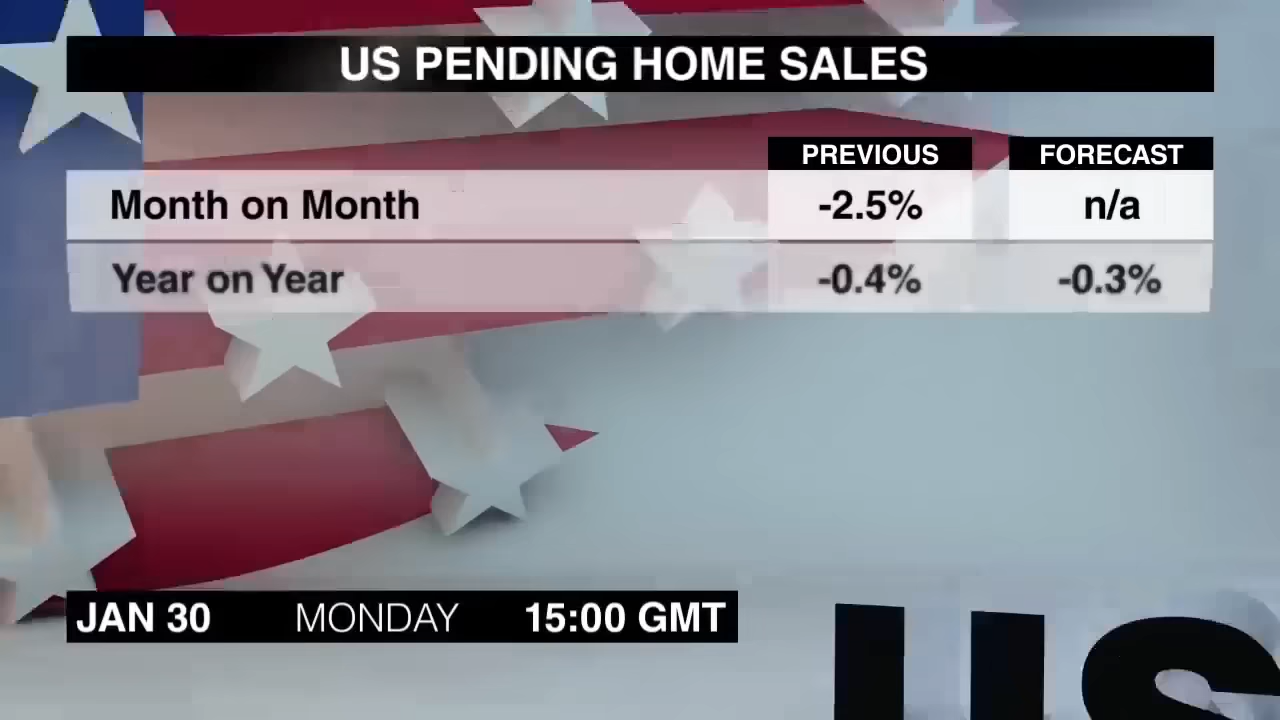 US PENDING HOME SALES
PREVIOUS FORECAST
Month on Month -2.5% n/a
Year on Year -0.4% -0.3%
JAN 30 MONDAY 15:00 GMT
US